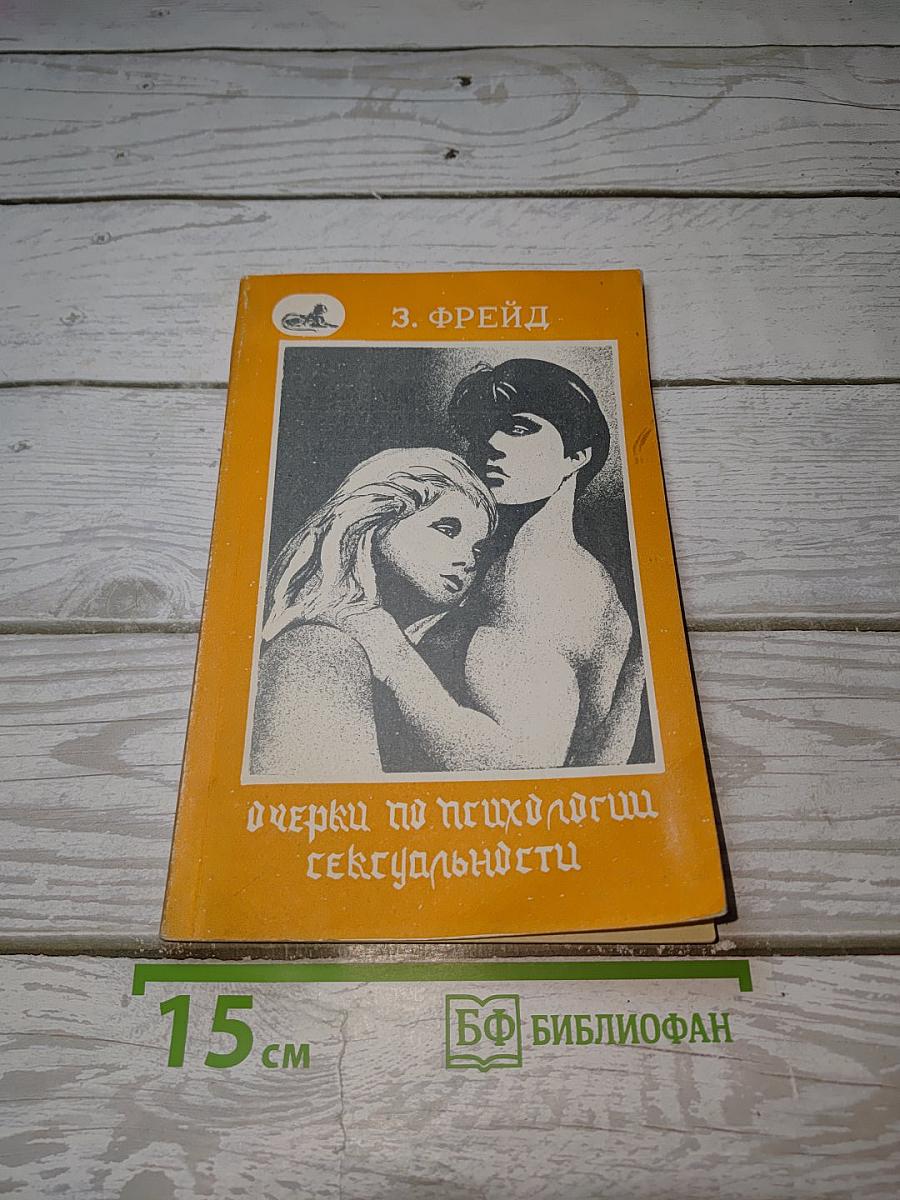 З. ФРЕЙД
ОЧЕРКИ ПО ПСИХОЛОГИИ
СЕКСУАЛЬНОСТИ
15 СМ
БФ БИБЛИОФАН